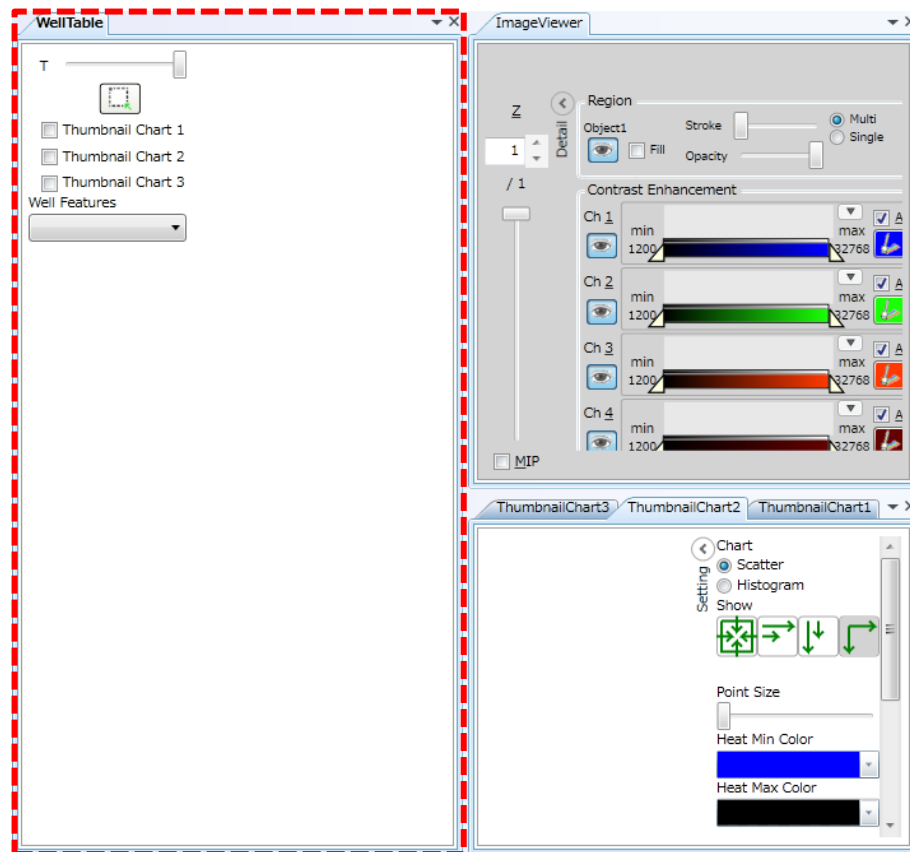 WellTable
T
Thumbnail Chart 1
Thumbnail Chart 2
Thumbnail Chart 3
Well Features
ImageViewer
Z
1
/ 1
MIP
Detail
Region
Object1
Fill
Stroke
Opacity
Multi
Single
Contrast Enhancement
Ch 1
min
max
A
1200
32768
Ch 2
min
max
A
1200
32768
Ch 3
min
max
A
1200
32768
Ch 4
min
max
A
1200
32768
ThumbnailChart3 ThumbnailChart2 ThumbnailChart1
Setting
Chart
Scatter
Histogram
Show
Point Size
Heat Min Color
Heat Max Color